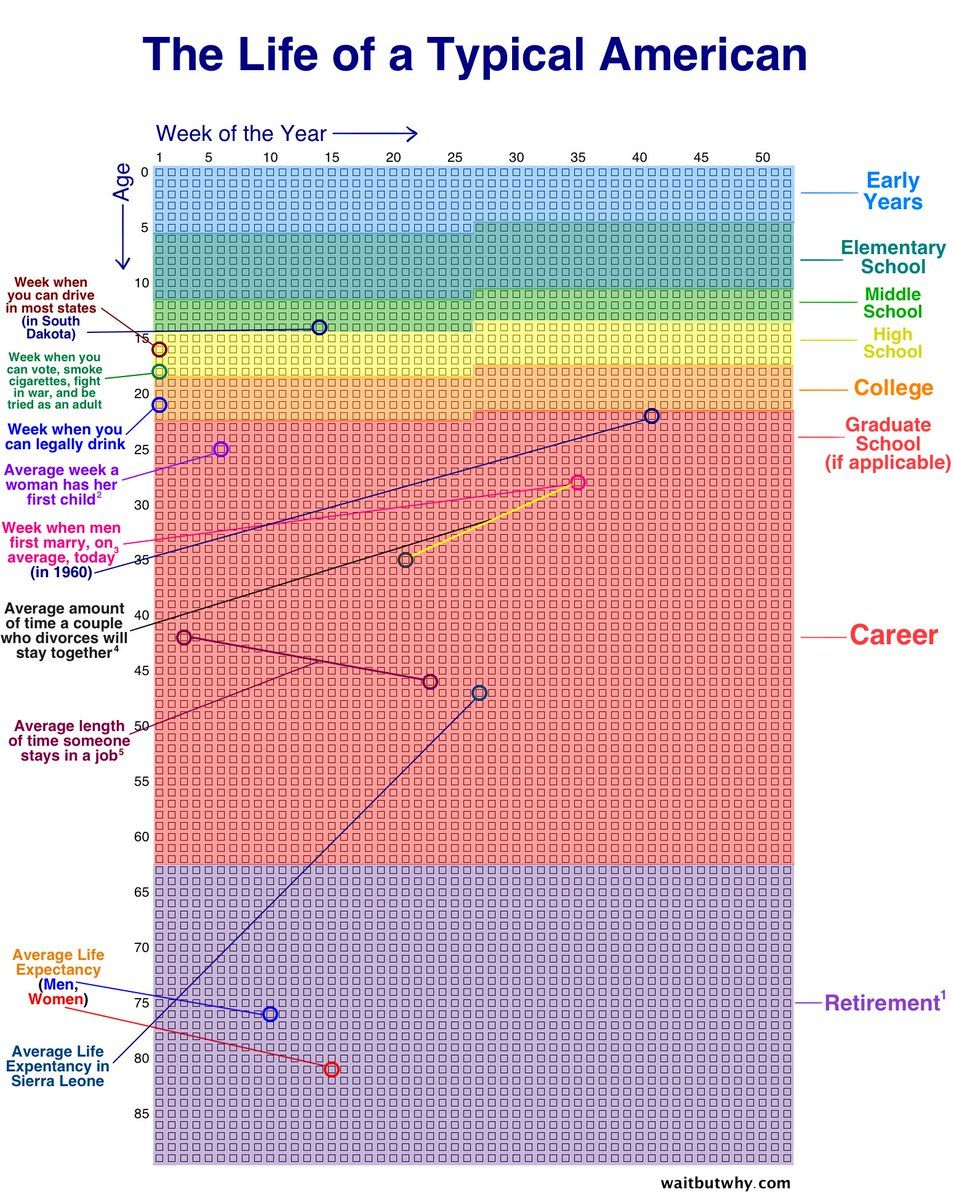 The Life of a Typical American
Week of the Year
1 5 10 15 20 25 30 35 40 45 50
Age
0
5
10
15
20
25
30
35
40
45
50
55
60
65
70
75
80
85
Week when
you can drive
in most states
(in South
Dakota)
Week when you
can vote, smoke
cigarettes, fight
in war, and be
tried as an adult
Week when you
can legally drink
Average week a
woman has her
first child2
Week when men
first marry, on
average, today3
(in 1960)
Average amount
of time a couple
who divorces will
stay together4
Average length
of time someone
stays in a job5
Average Life
Expectancy
(Men,
Women)
Average Life
Expentancy in
Sierra Leone
Early
Years
Elementary
School
Middle
School
High
School
College
Graduate
School
(if applicable)
Career
Retirement1
waitbutwhy.com